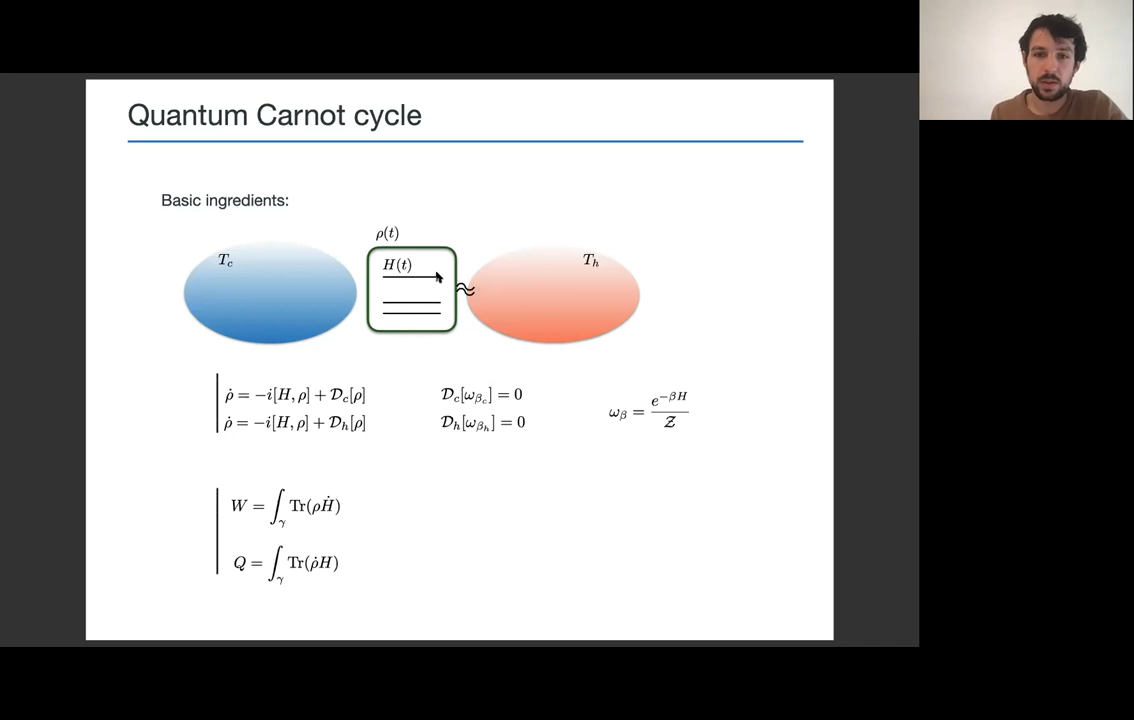 Quantum Carnot cycle
Basic ingredients:
ρ(t)
T_c
H(t)
T_h
≈
ρ̇ = −i[H, ρ] + 𝒟_c[ρ]
𝒟_c[ω_{β_c}] = 0
ρ̇ = −i[H, ρ] + 𝒟_h[ρ]
𝒟_h[ω_{β_h}] = 0
ω_β = e^{−βH} / 𝒵
W = ∫_γ Tr(ρḢ)
Q = ∫_γ Tr(ρ̇H)